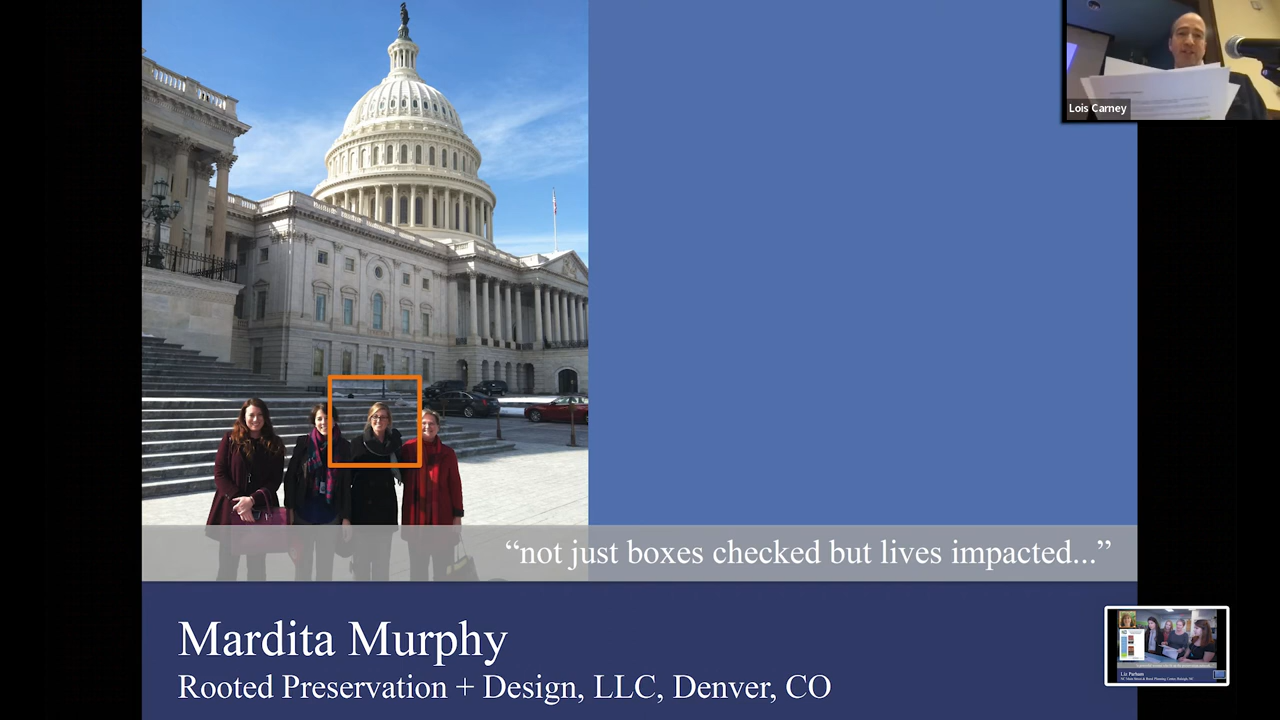 Lois Carney
“not just boxes checked but lives impacted...”
Mardita Murphy
Rooted Preservation + Design, LLC, Denver, CO
Liz Parham